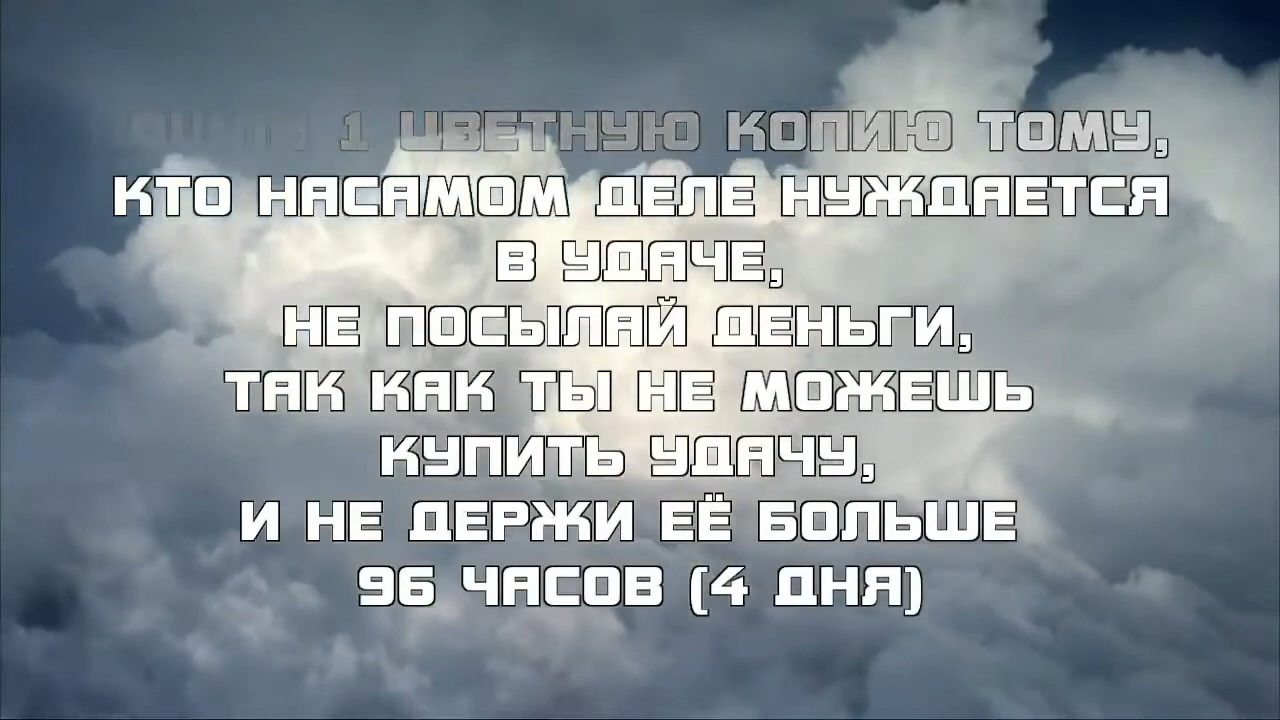 1 ЦВЕТНУЮ КОПИЮ ТОМУ,
КТО НАСАМОМ ДЕЛЕ НУЖДАЕТСЯ
В УДАЧЕ,
НЕ ПОСЫЛАЙ ДЕНЬГИ,
ТАК КАК ТЫ НЕ МОЖЕШЬ
КУПИТЬ УДАЧУ,
И НЕ ДЕРЖИ ЕЁ БОЛЬШЕ
96 ЧАСОВ (4 ДНЯ)